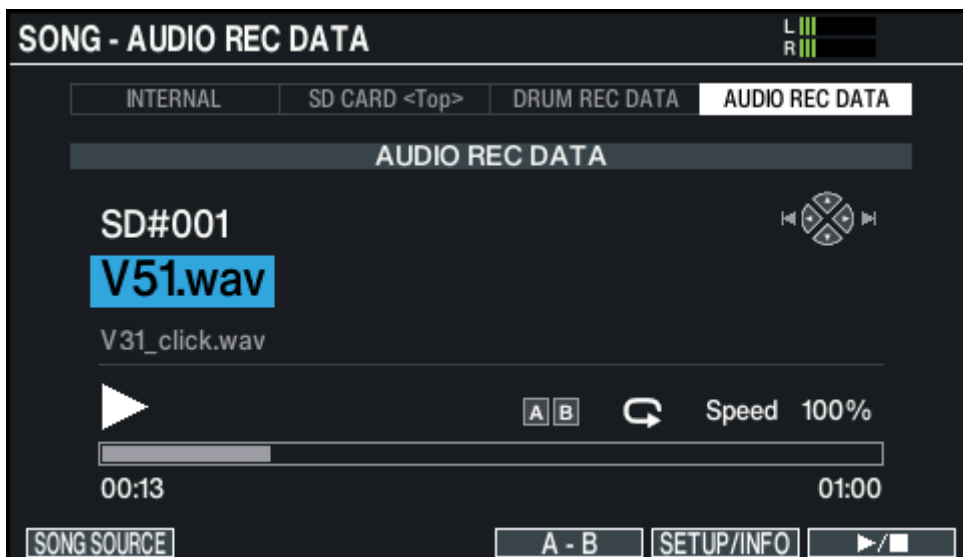 SONG - AUDIO REC DATA
L
R
INTERNAL SD CARD <Top> DRUM REC DATA AUDIO REC DATA
AUDIO REC DATA
SD#001
V51.wav
V31_click.wav
A B Speed 100%
00:13 01:00
SONG SOURCE A - B SETUP/INFO ▶/■